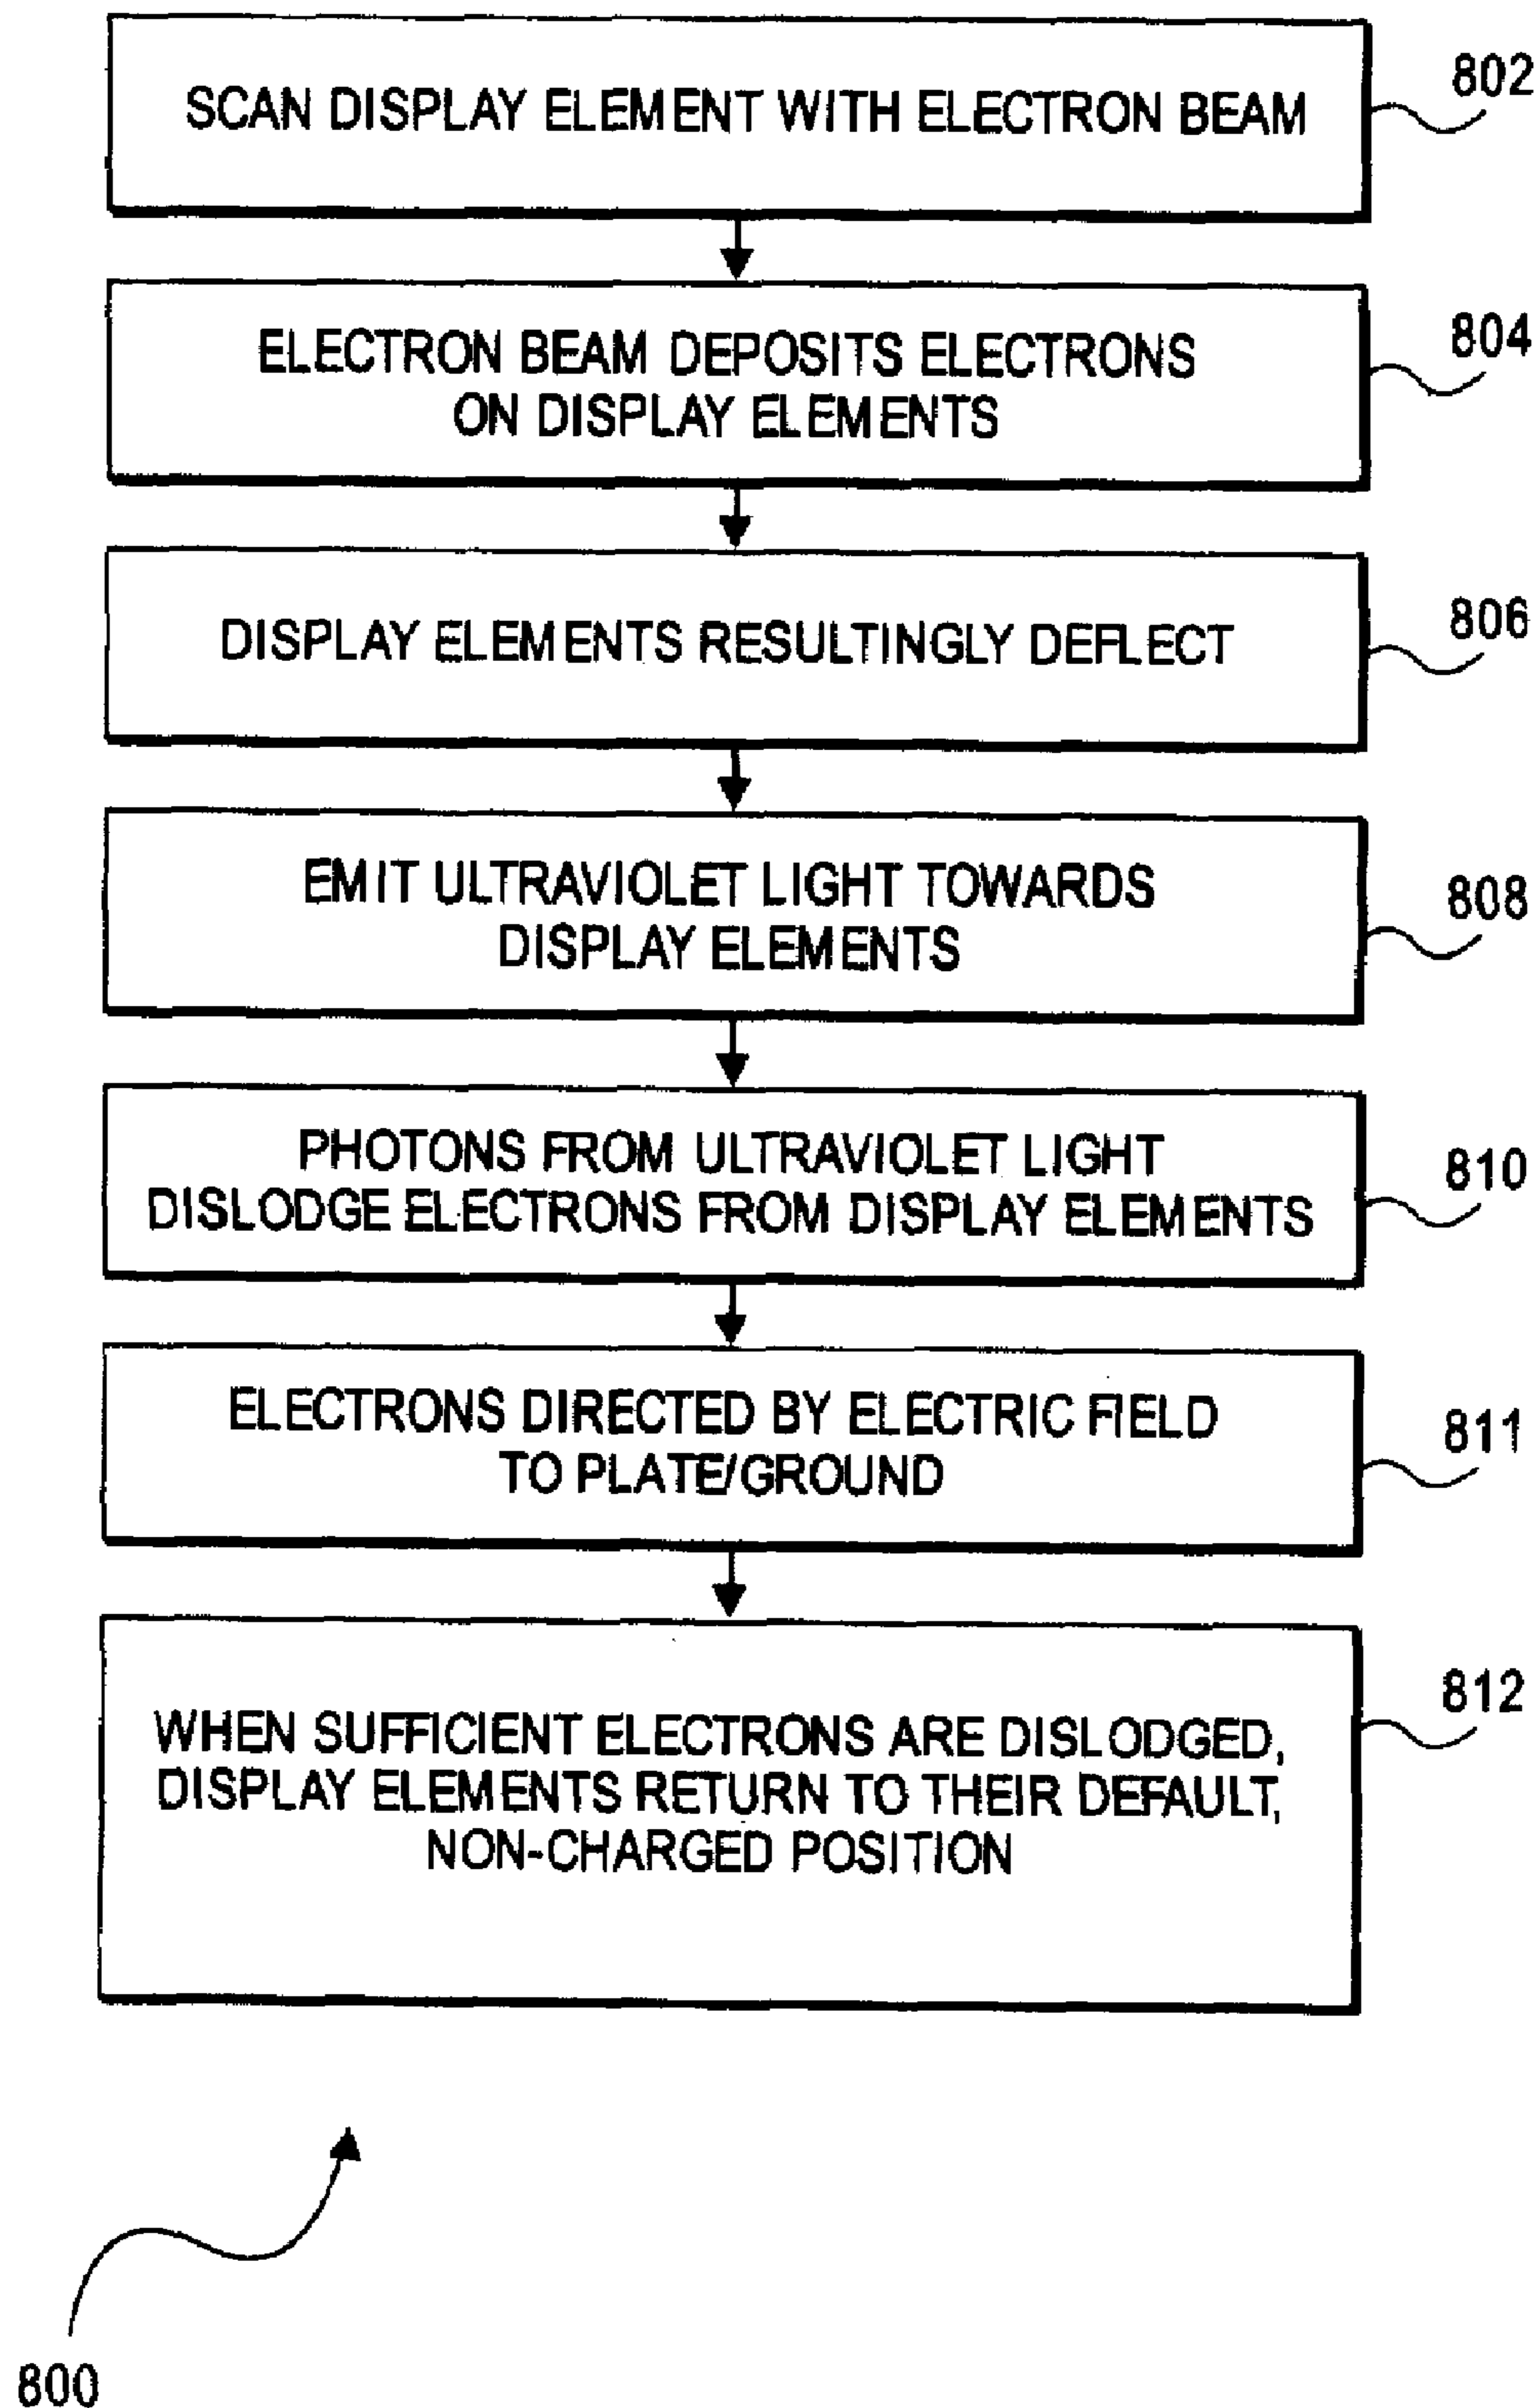 SCAN DISPLAY ELEMENT WITH ELECTRON BEAM
802
ELECTRON BEAM DEPOSITS ELECTRONS
ON DISPLAY ELEMENTS
804
DISPLAY ELEMENTS RESULTINGLY DEFLECT
806
EMIT ULTRAVIOLET LIGHT TOWARDS
DISPLAY ELEMENTS
808
PHOTONS FROM ULTRAVIOLET LIGHT
DISLODGE ELECTRONS FROM DISPLAY ELEMENTS
810
ELECTRONS DIRECTED BY ELECTRIC FIELD
TO PLATE/GROUND
811
WHEN SUFFICIENT ELECTRONS ARE DISLODGED,
DISPLAY ELEMENTS RETURN TO THEIR DEFAULT,
NON-CHARGED POSITION
812
800